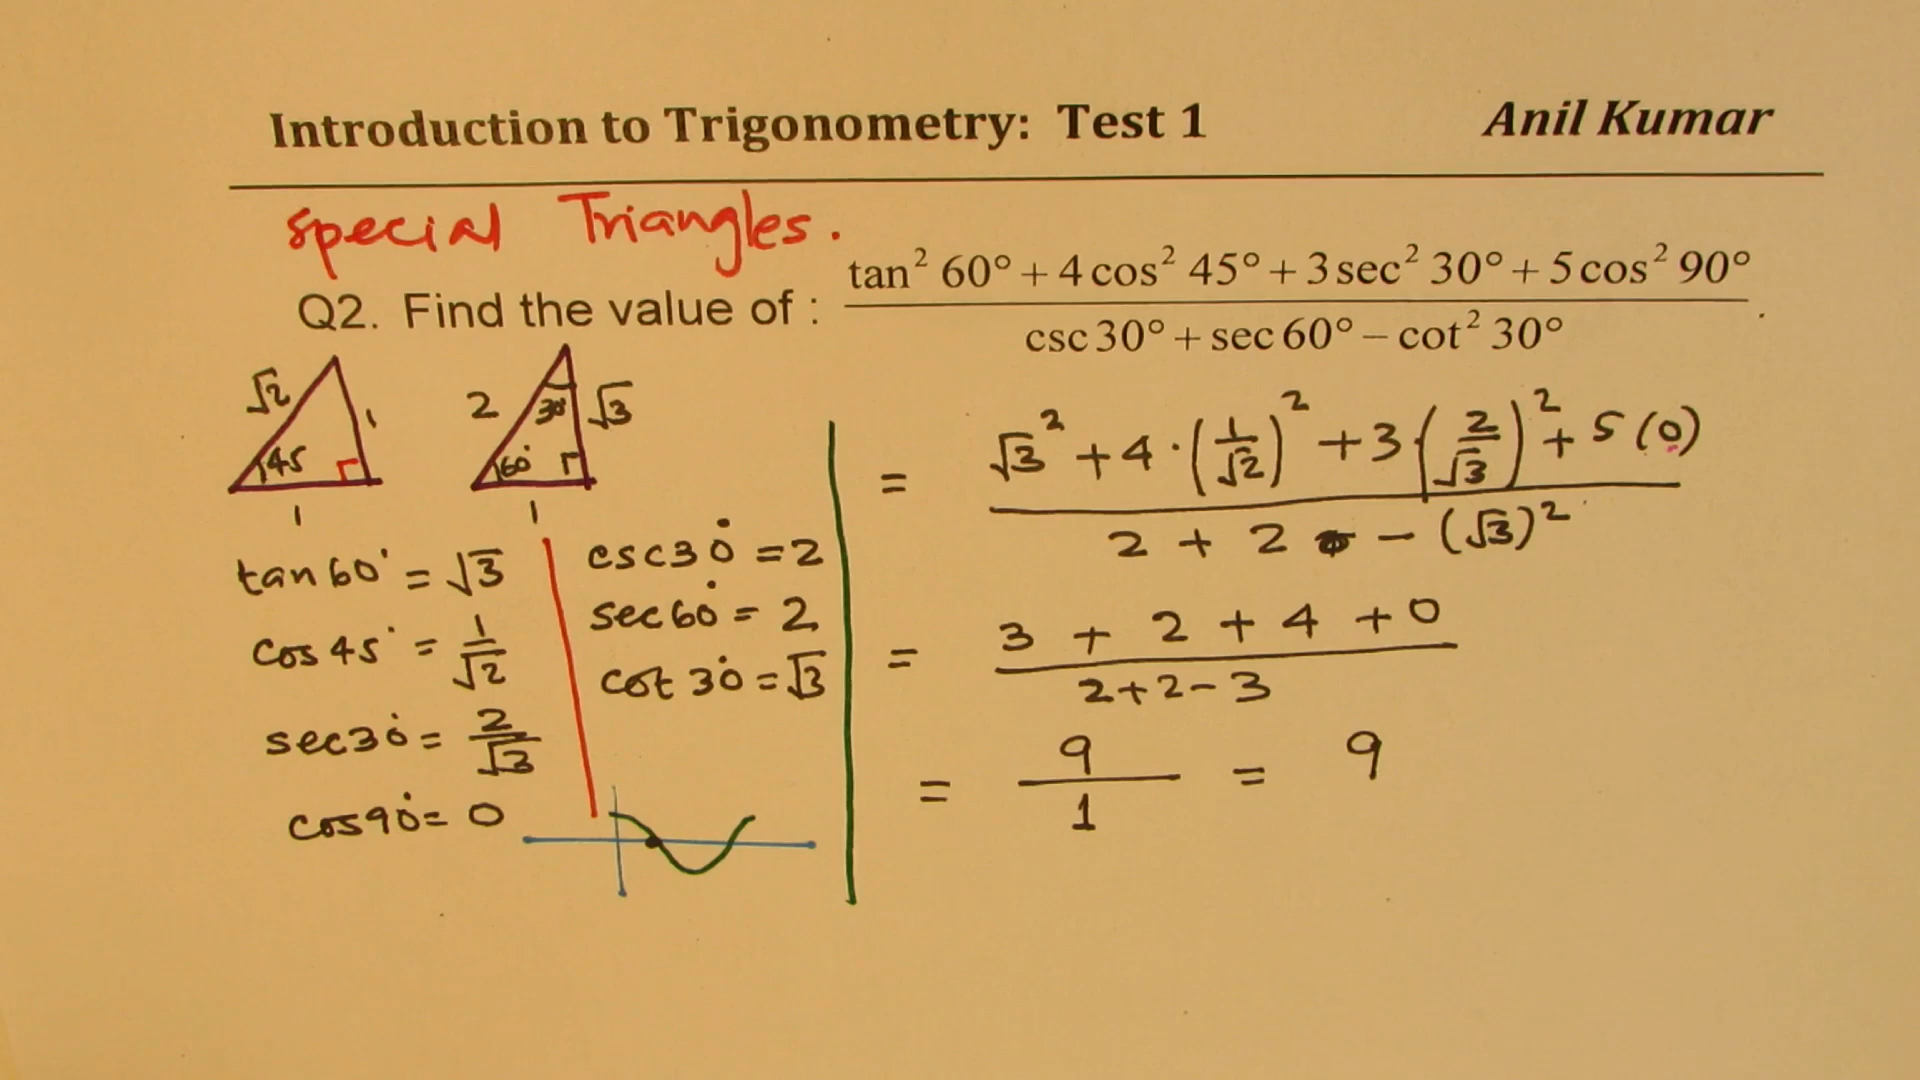 Introduction to Trigonometry: Test 1 Anil Kumar
Special Triangles.
Q2. Find the value of : (tan² 60° + 4 cos² 45° + 3 sec² 30° + 5 cos² 90°) / (csc 30° + sec 60° – cot² 30°)
√2 1 45 1
2 30° √3 60° 1
tan 60° = √3
cos 45° = 1/√2
sec 30° = 2/√3
cos 90° = 0
csc 30° = 2
sec 60° = 2
cot 30° = √3
= (√3² + 4 · (1/√2)² + 3 (2/√3)² + 5 (0)) / (2 + 2 - (√3)²)
= (3 + 2 + 4 + 0) / (2 + 2 - 3)
= 9/1 = 9